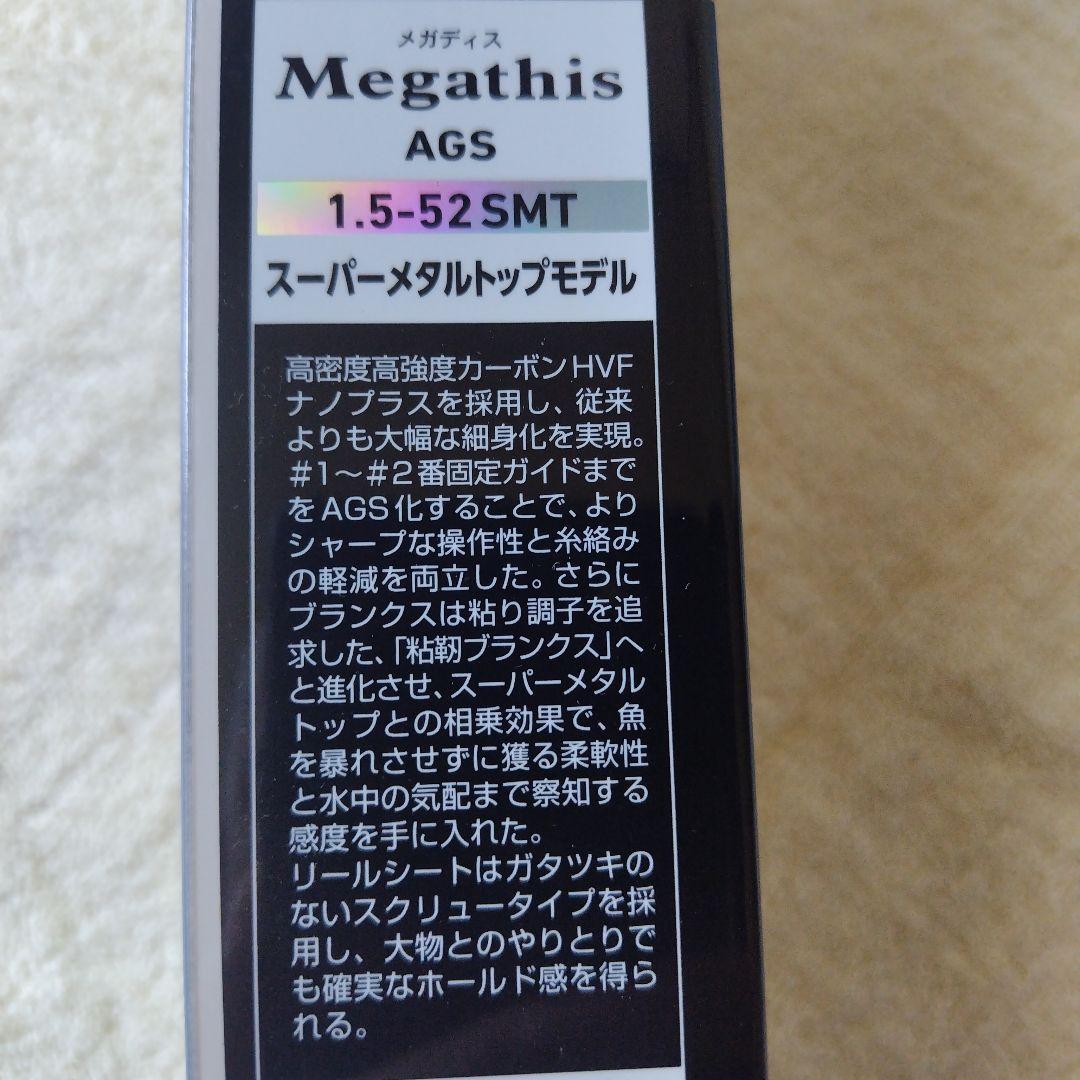 メガディス
Megathis
AGS
1.5-52 SMT
スーパーメタルトップモデル
高密度高強度カーボンHVF
ナノプラスを採用し、従来
よりも大幅な細身化を実現。
#1～#2番固定ガイドまで
をAGS化することで、より
シャープな操作性と糸絡み
の軽減を両立した。さらに
ブランクスは粘り調子を追
求した、「粘靭ブランクス」へ
と進化させ、スーパーメタル
トップとの相乗効果で、魚
を暴れさせずに獲る柔軟性
と水中の気配まで察知する
感度を手に入れた。
リールシートはガタツキの
ないスクリュータイプを採
用し、大物とのやりとりで
も確実なホールド感を得ら
れる。